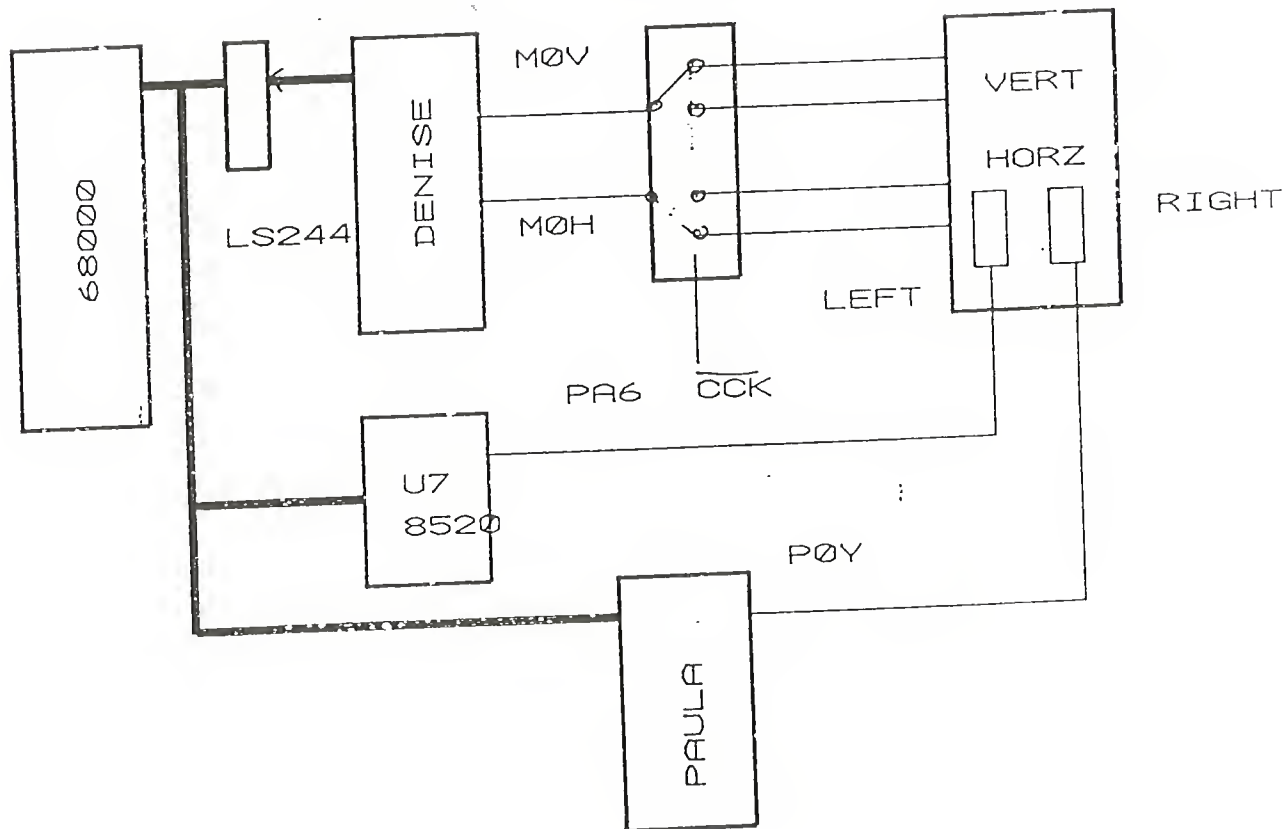 68000
LS244
DENISE
MØV
MØH
VERT
HORZ
RIGHT
LEFT
PA6
CCK
U7
8520
PØY
PAULA